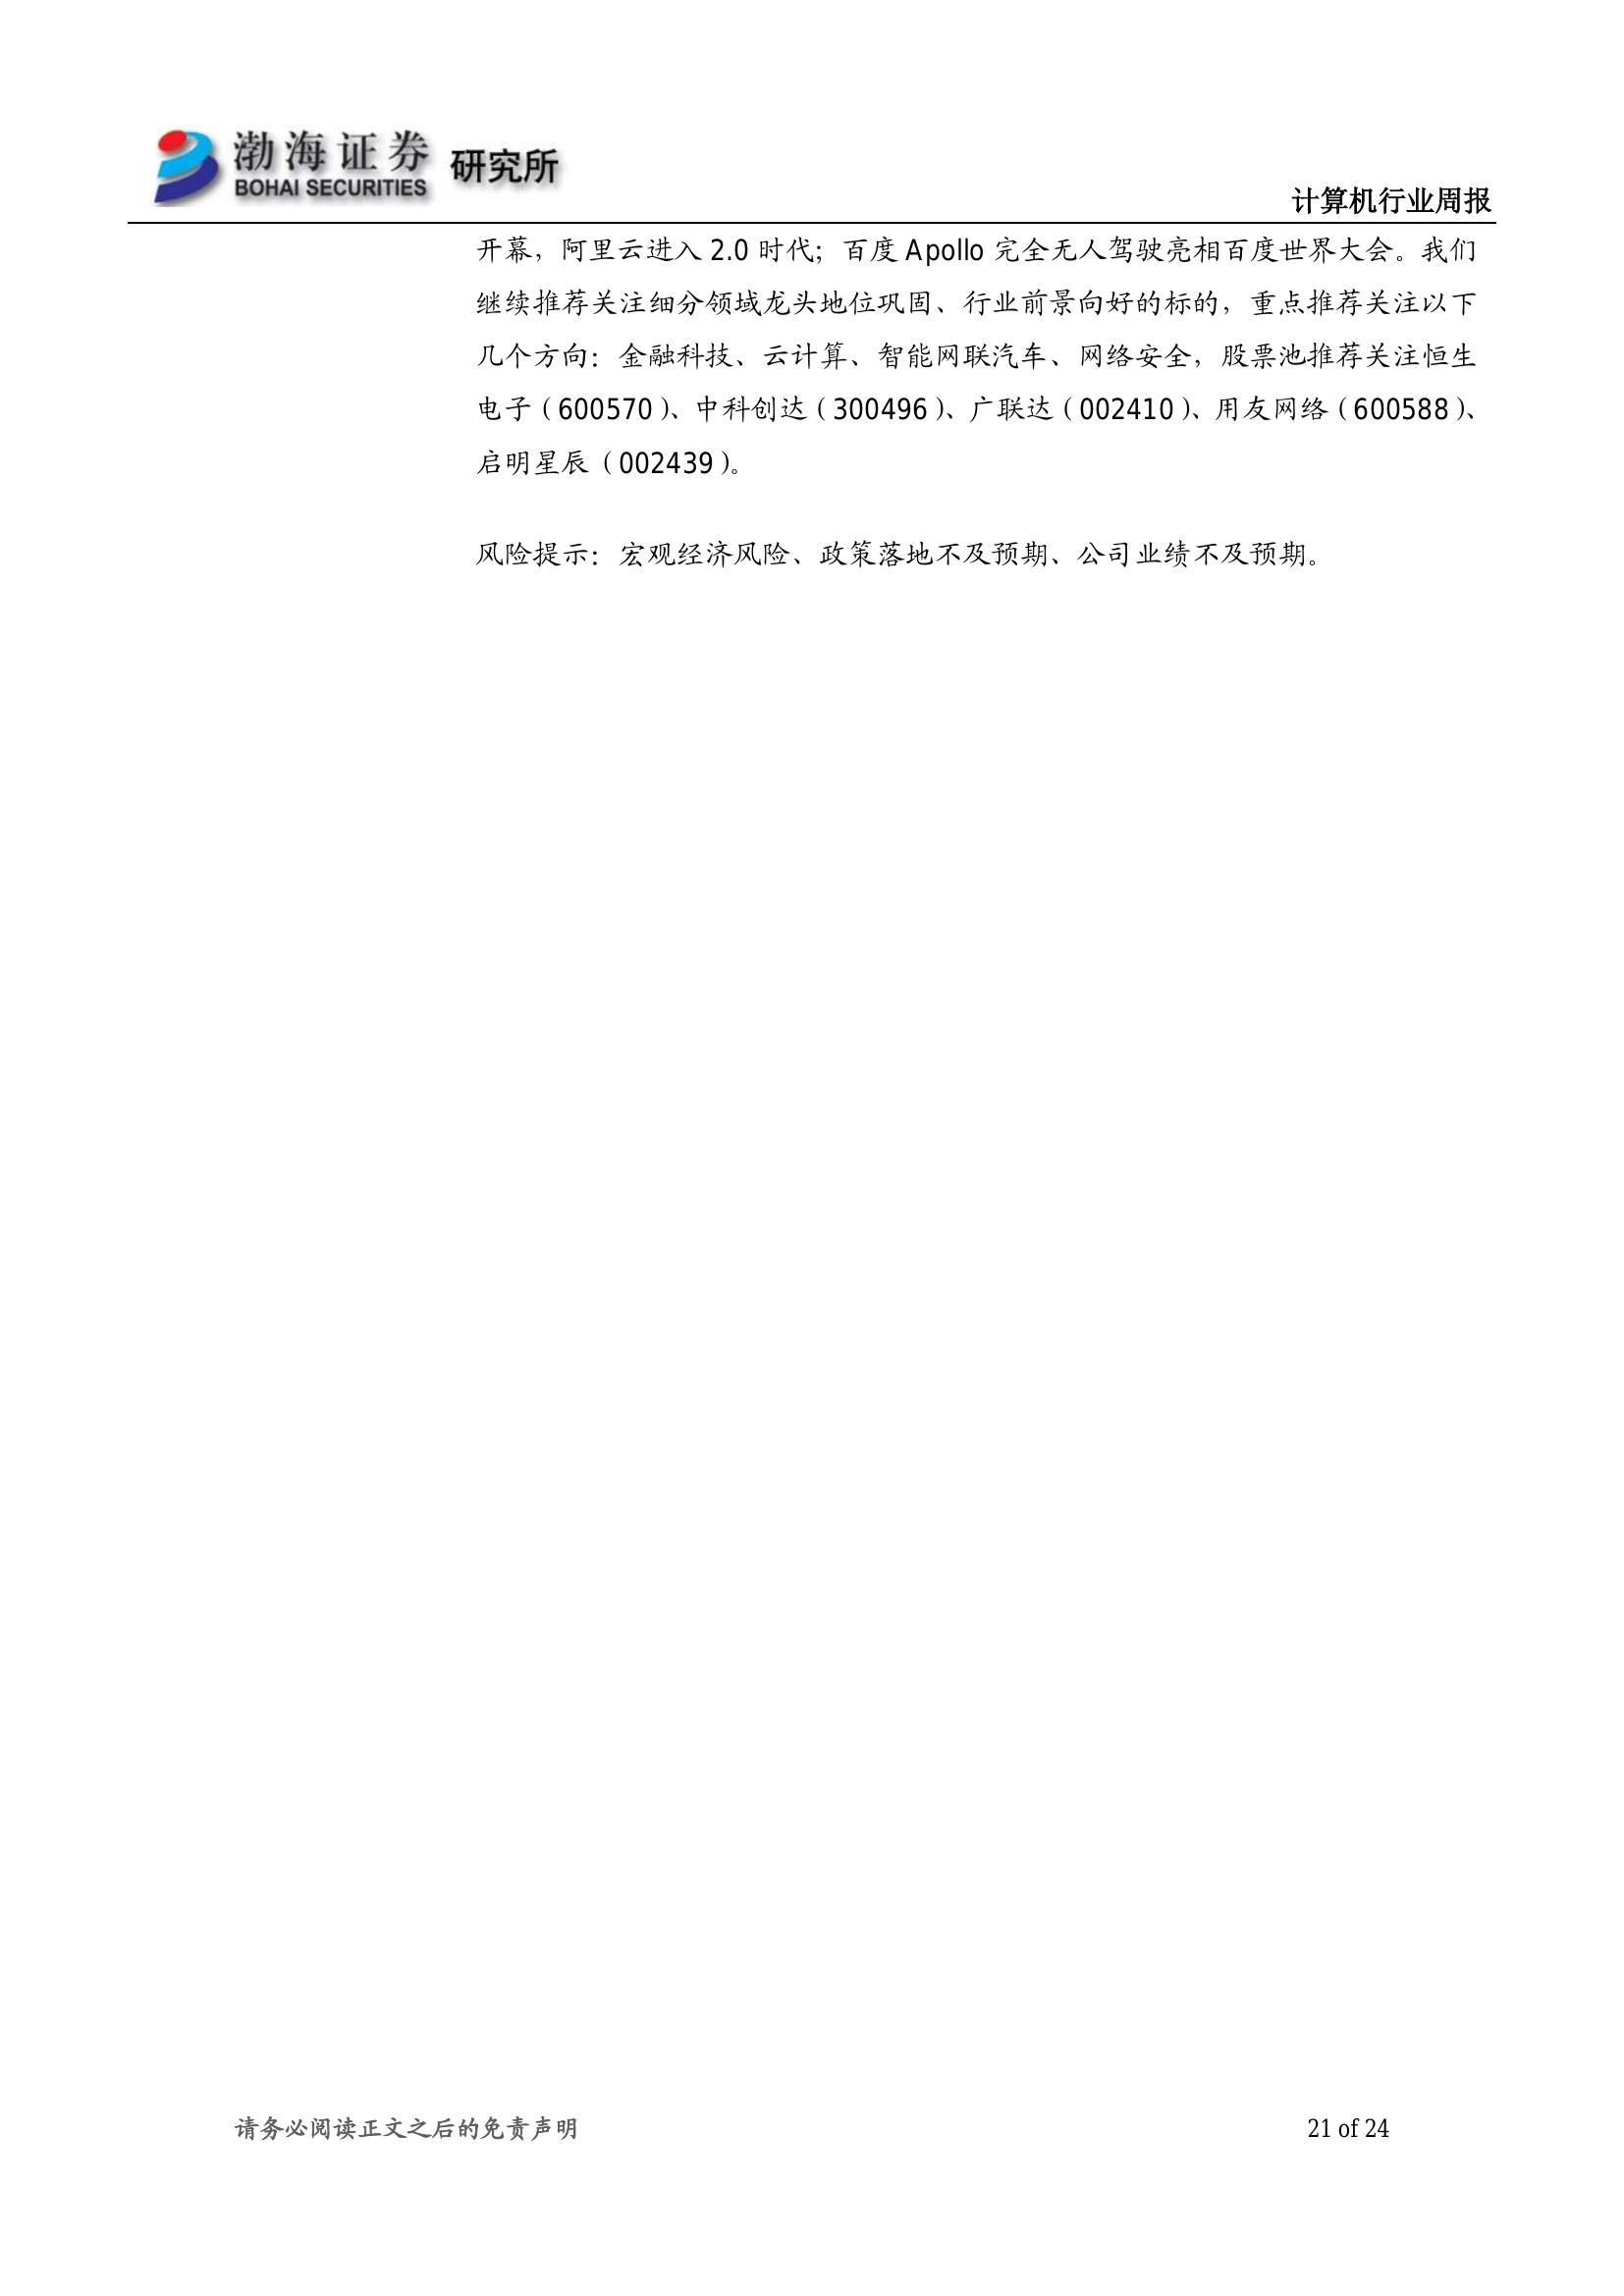 渤海证券 研究所
BOHAI SECURITIES
计算机行业周报
开幕，阿里云进入 2.0 时代；百度 Apollo 完全无人驾驶亮相百度世界大会。我们
继续推荐关注细分领域龙头地位巩固、行业前景向好的标的，重点推荐关注以下
几个方向：金融科技、云计算、智能网联汽车、网络安全，股票池推荐关注恒生
电子（600570）、中科创达（300496）、广联达（002410）、用友网络（600588）、
启明星辰（002439）。
风险提示：宏观经济风险、政策落地不及预期、公司业绩不及预期。
请务必阅读正文之后的免责声明
21 of 24